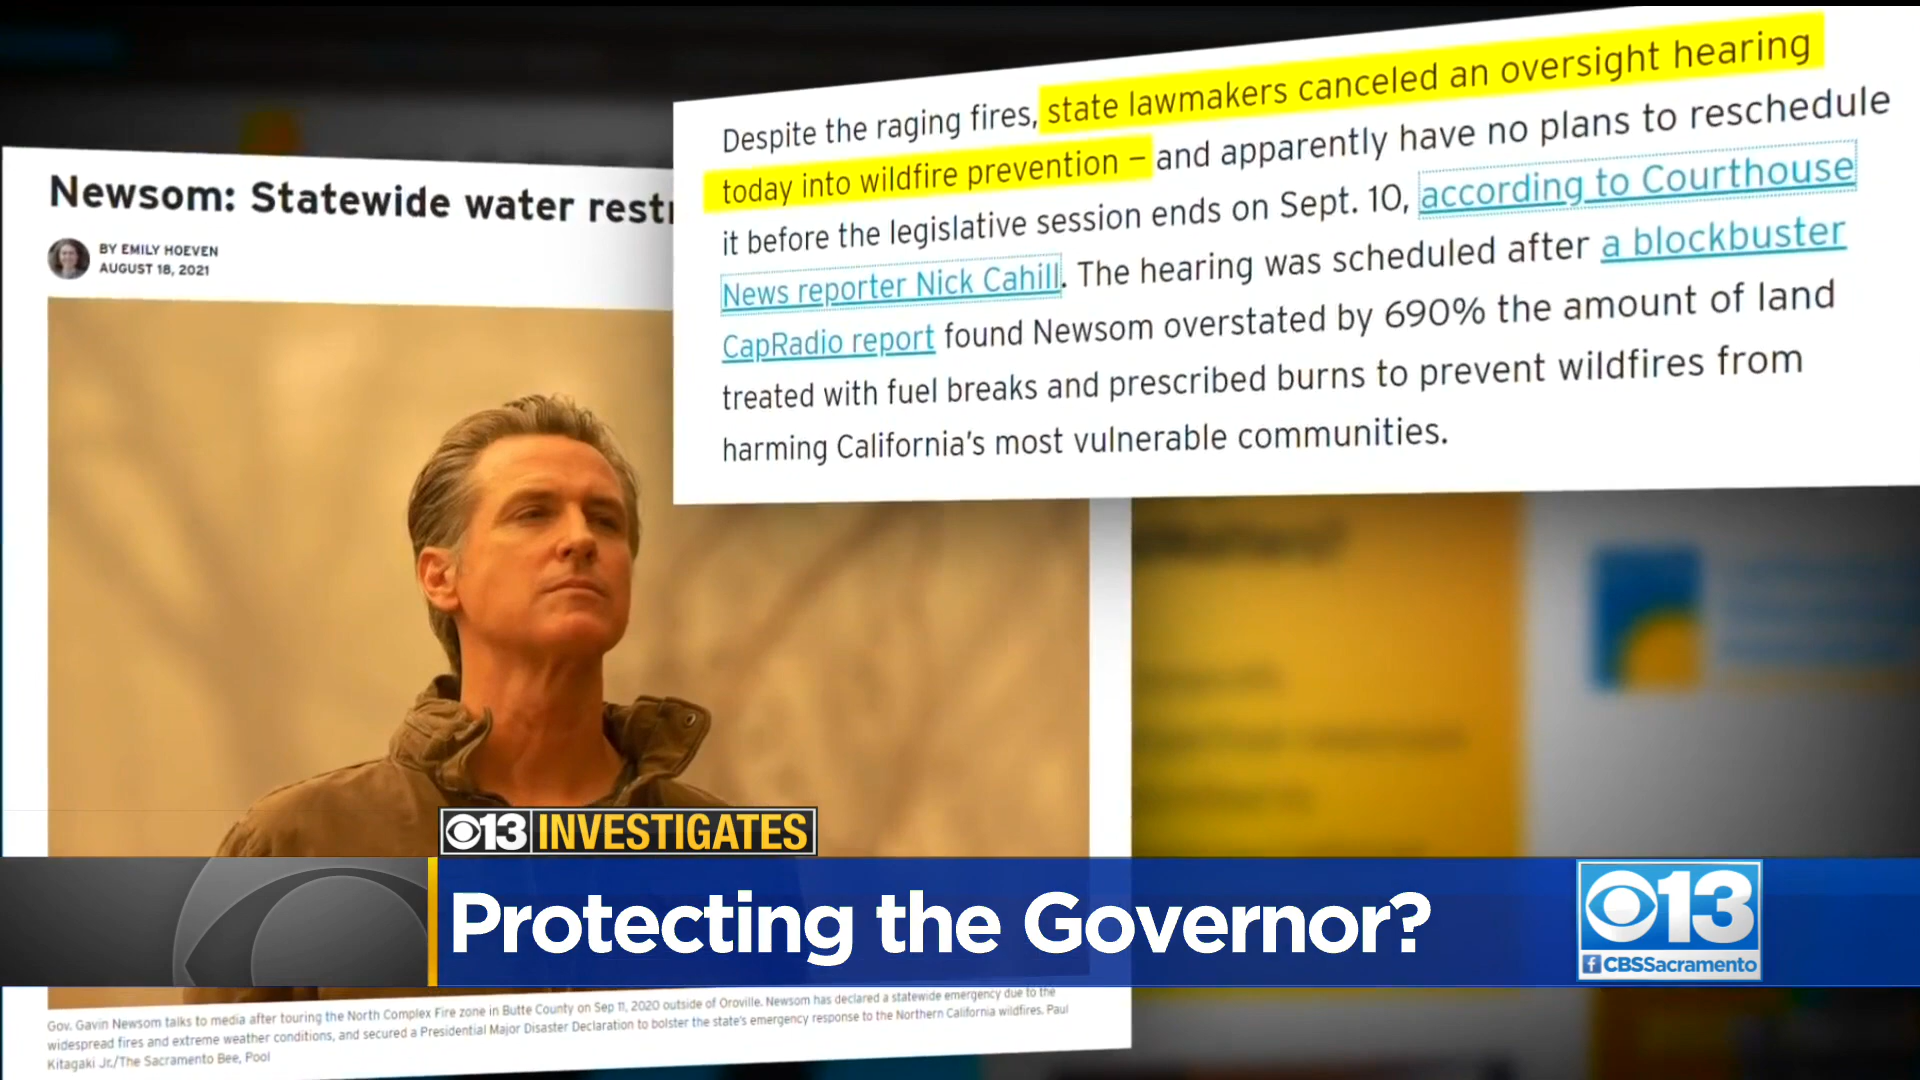 Despite the raging fires, state lawmakers canceled an oversight hearing
today into wildfire prevention – and apparently have no plans to reschedule
it before the legislative session ends on Sept. 10, according to Courthouse
News reporter Nick Cahill. The hearing was scheduled after a blockbuster
CapRadio report found Newsom overstated by 690% the amount of land
treated with fuel breaks and prescribed burns to prevent wildfires from
harming California's most vulnerable communities.
Newsom: Statewide water restr
BY EMILY HOEVEN
AUGUST 18, 2021
13 INVESTIGATES
Protecting the Governor?
13
f CBSSacramento
Gov. Gavin Newsom talks to media after touring the North Complex Fire zone in Butte County on Sep 11, 2020 outside of Oroville. Newsom has declared a statewide emergency due to the
widespread fires and extreme weather conditions, and secured a Presidential Major Disaster Declaration to bolster the state's emergency response to the Northern California wildfires. Paul
Kitagaki Jr./The Sacramento Bee, Pool